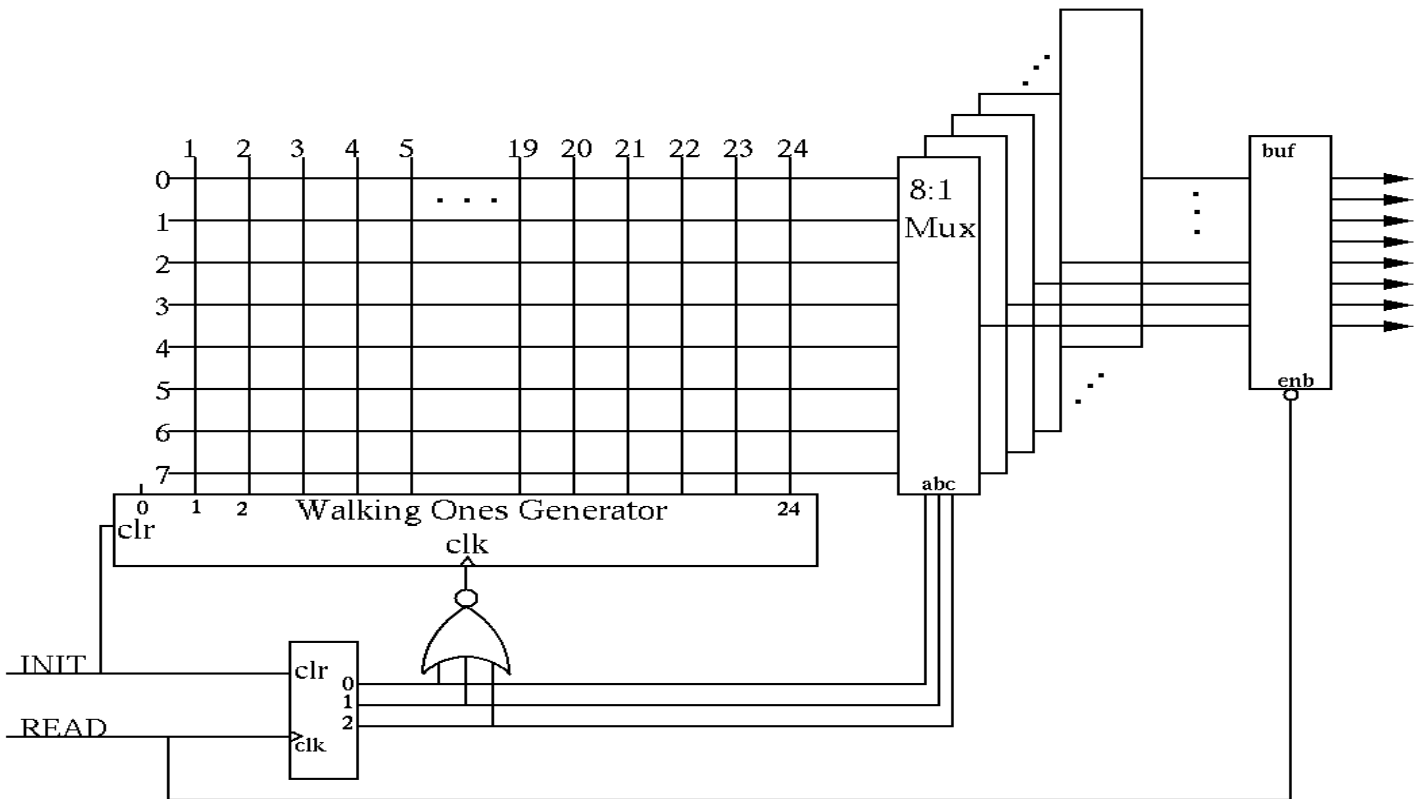 1 2 3 4 5 19 20 21 22 23 24
buf
0
8:1
1
Mux
2
3
4
5
enb
6
7
abc
0 1 2 Walking Ones Generator 24
clr
clk
INIT
clr
0
1
READ
2
clk